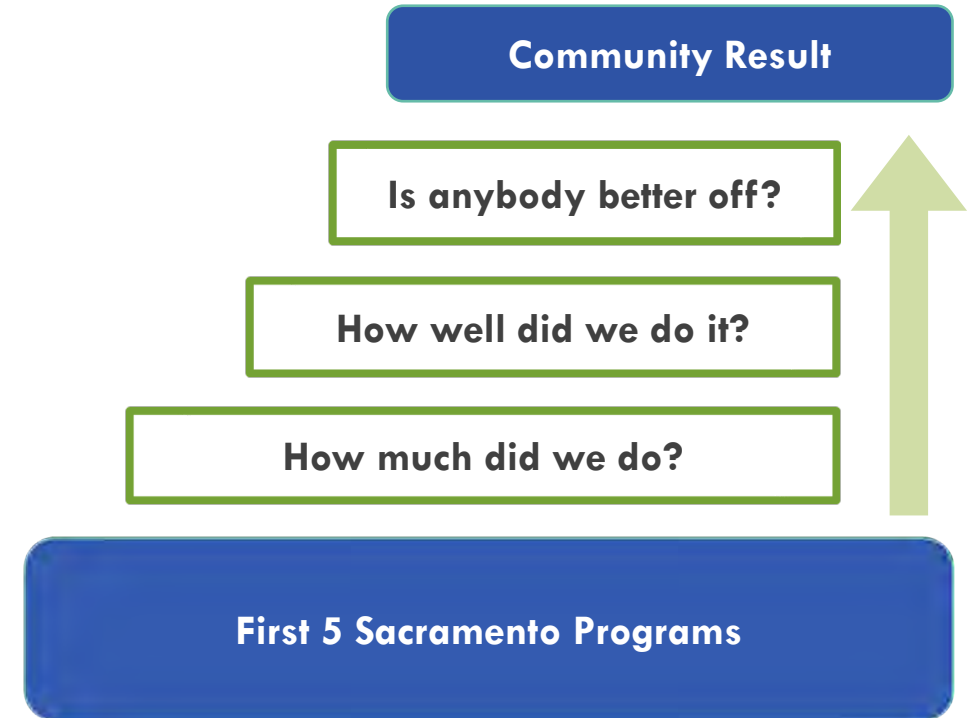 Community Result
Is anybody better off?
How well did we do it?
How much did we do?
First 5 Sacramento Programs